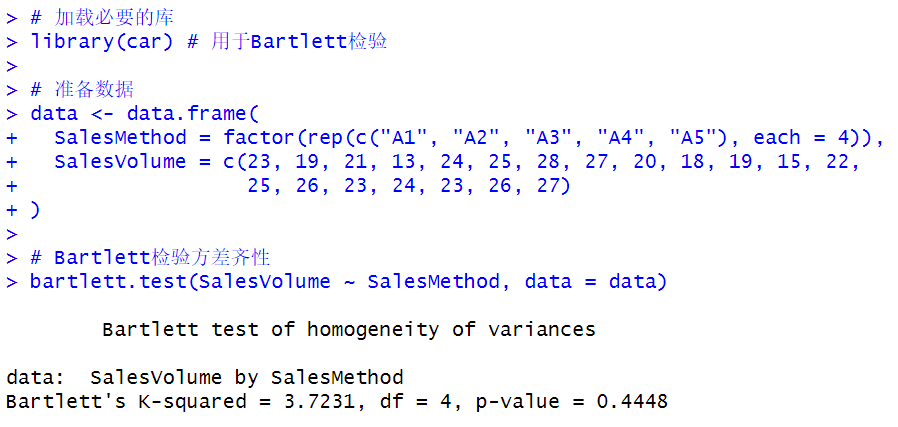 > # 加载必要的库
> library(car) # 用于Bartlett检验
>
> # 准备数据
> data <- data.frame(
+   SalesMethod = factor(rep(c("A1", "A2", "A3", "A4", "A5"), each = 4)),
+   SalesVolume = c(23, 19, 21, 13, 24, 25, 28, 27, 20, 18, 19, 15, 22,
+                   25, 26, 23, 24, 23, 26, 27)
+ )
>
> # Bartlett检验方差齐性
> bartlett.test(SalesVolume ~ SalesMethod, data = data)
        Bartlett test of homogeneity of variances
data:  SalesVolume by SalesMethod
Bartlett's K-squared = 3.7231, df = 4, p-value = 0.4448